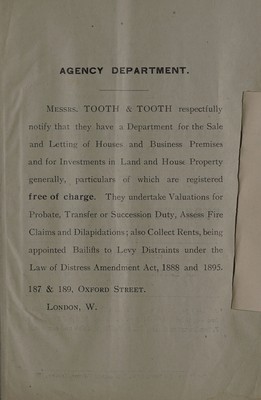 AGENCY DEPARTMENT.
MESSRS. TOOTH & TOOTH respectfully
notify that they have a Department for the Sale
and Letting of Houses and Business Premises
and for Investments in Land and House Property
generally, particulars of which are registered
free of charge. They undertake Valuations for
Probate, Transfer or Succession Duty, Assess Fire
Claims and Dilapidations; also Collect Rents, being
appointed Bailiffs to Levy Distraints under the
Law of Distress Amendment Act, 1888 and 1895.
187 & 189, OXFORD STREET.
LONDON, W.